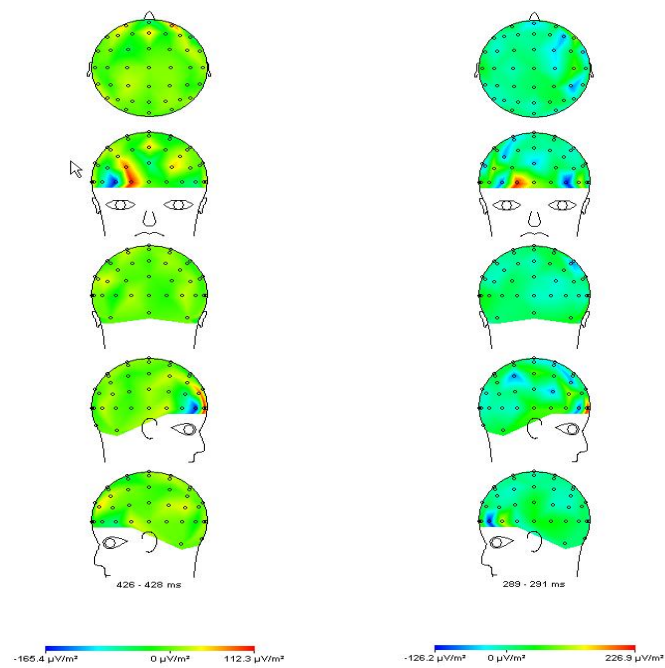 426 - 428 ms
289 - 291 ms
-165.4 µV/m² 0 µV/m² 112.3 µV/m²
-126.2 µV/m² 0 µV/m² 226.9 µV/m²